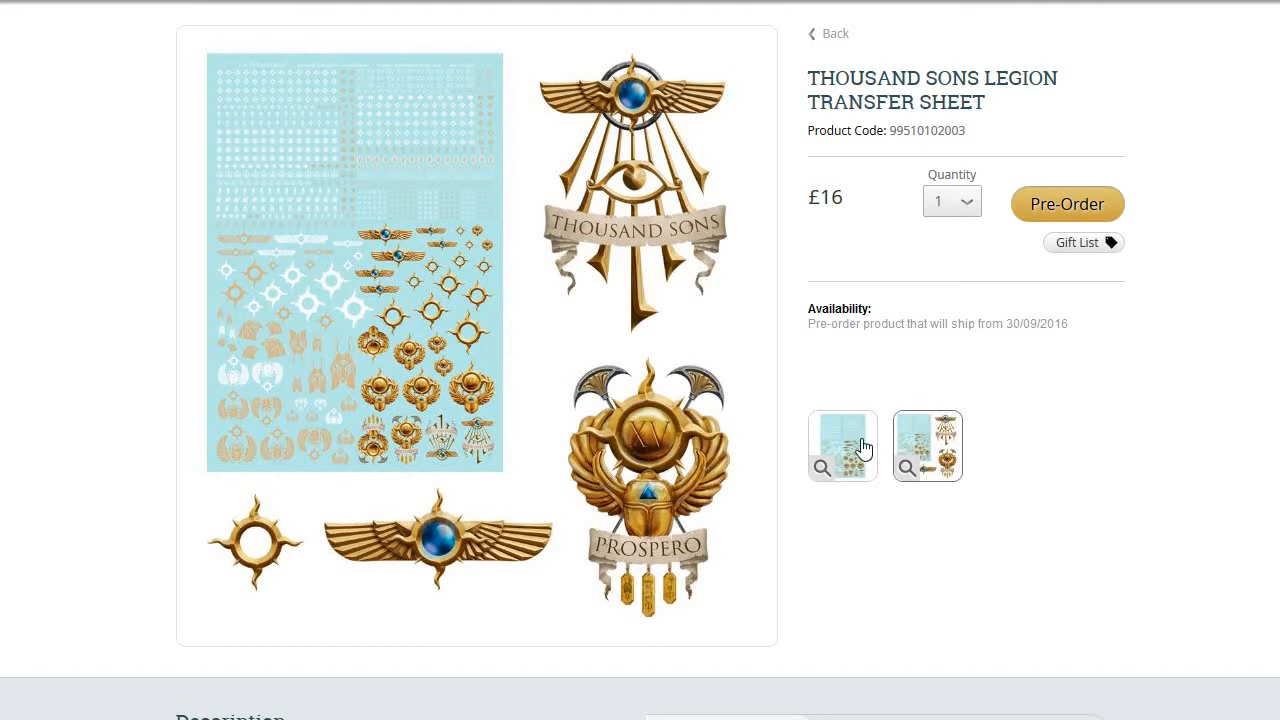 Back
THOUSAND SONS LEGION
TRANSFER SHEET
Product Code: 99510102003
Quantity
£16
1
Pre-Order
Gift List
Availability:
Pre-order product that will ship from 30/09/2016
THOUSAND SONS
XV
PROSPERO
Description